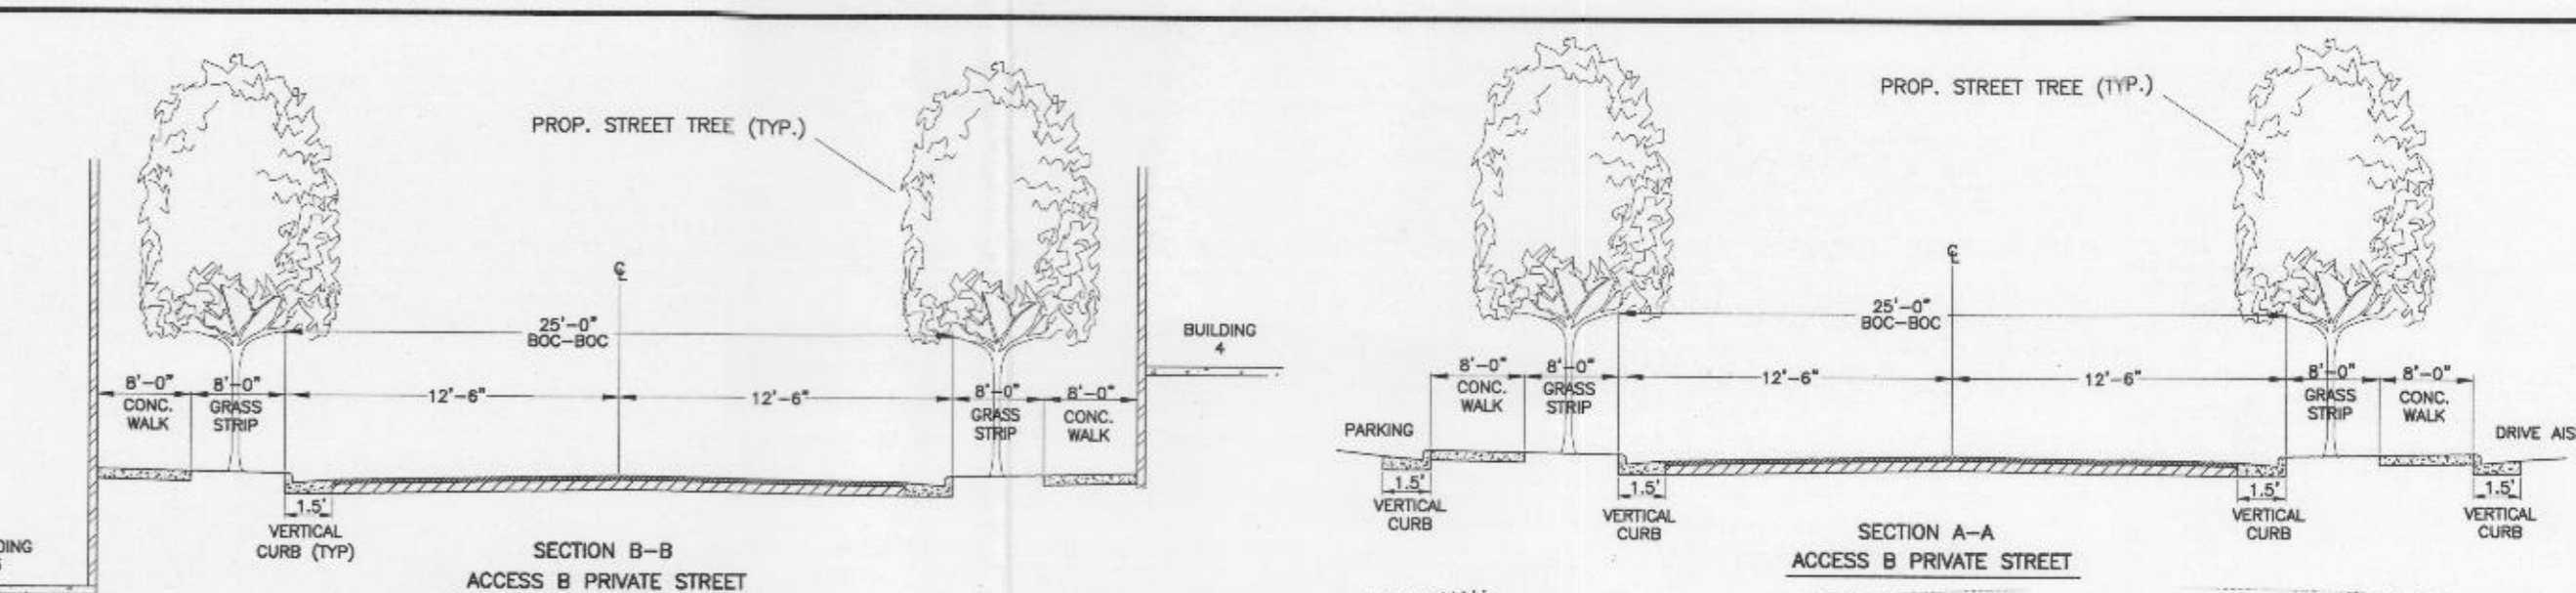 PROP. STREET TREE (TYP.)
℄
25'-0"
BOC-BOC
BUILDING
4
8'-0"
CONC.
WALK
8'-0"
GRASS
STRIP
12'-6"
12'-6"
8'-0"
GRASS
STRIP
8'-0"
CONC.
WALK
1.5'
VERTICAL
CURB (TYP)
SECTION B-B
ACCESS B PRIVATE STREET
PROP. STREET TREE (TYP.)
℄
25'-0"
BOC-BOC
8'-0"
CONC.
WALK
8'-0"
GRASS
STRIP
12'-6"
12'-6"
8'-0"
GRASS
STRIP
8'-0"
CONC.
WALK
PARKING
DRIVE AIS
1.5'
VERTICAL
CURB
1.5'
VERTICAL
CURB
1.5'
VERTICAL
CURB
1.5'
VERTICAL
CURB
SECTION A-A
ACCESS B PRIVATE STREET